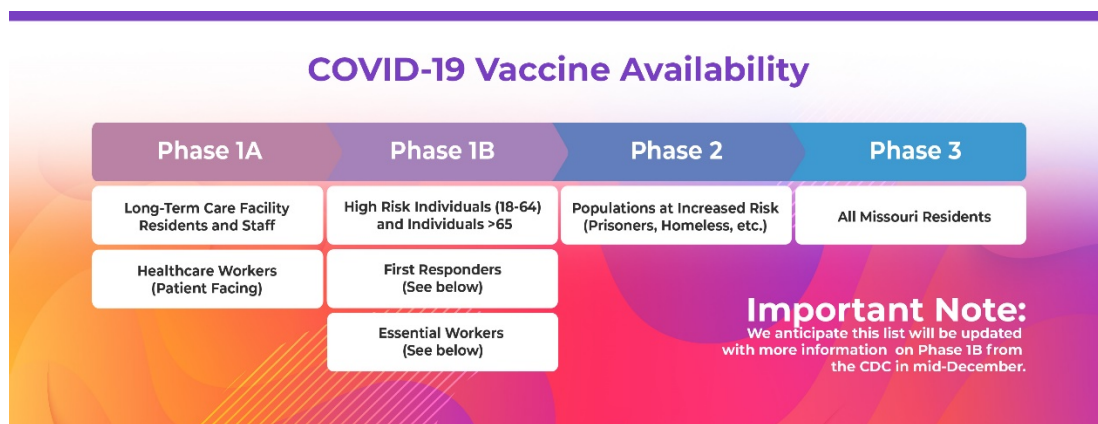 COVID-19 Vaccine Availability
Phase 1A
Phase 1B
Phase 2
Phase 3
Long-Term Care Facility
Residents and Staff
High Risk Individuals (18-64)
and Individuals >65
Populations at Increased Risk
(Prisoners, Homeless, etc.)
All Missouri Residents
Healthcare Workers
(Patient Facing)
First Responders
(See below)
Essential Workers
(See below)
Important Note:
We anticipate this list will be updated
with more information on Phase 1B from
the CDC in mid-December.